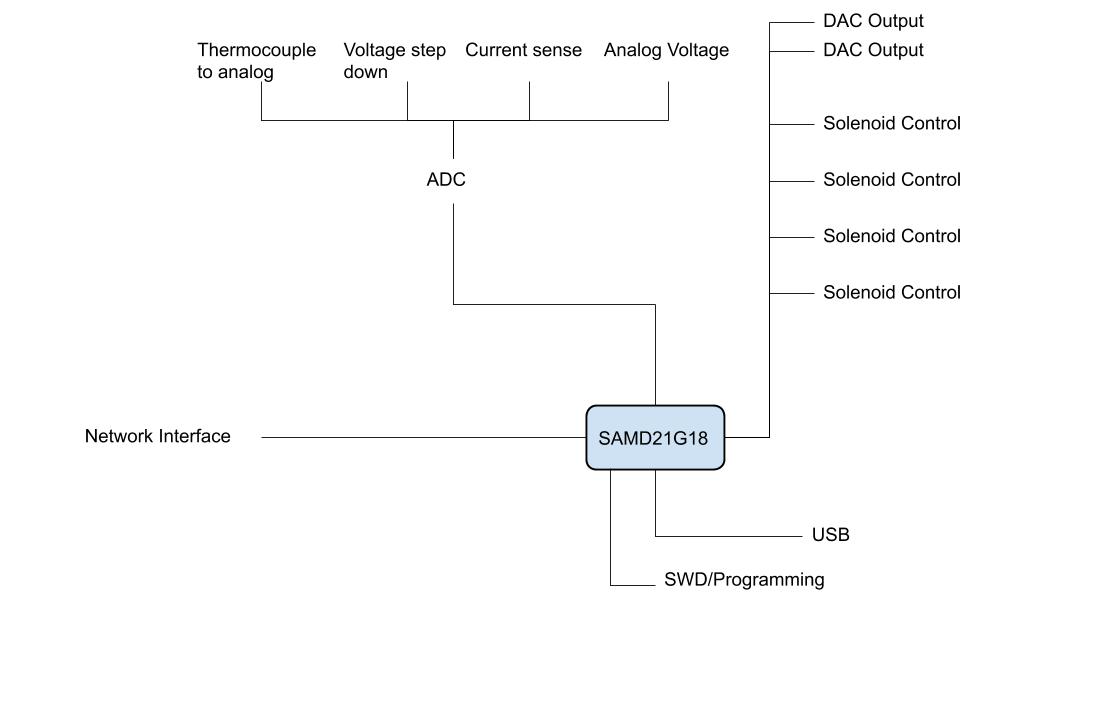 DAC Output
Thermocouple
to analog
Voltage step
down
Current sense
Analog Voltage
DAC Output
Solenoid Control
ADC
Solenoid Control
Solenoid Control
Solenoid Control
Network Interface
SAMD21G18
USB
SWD/Programming